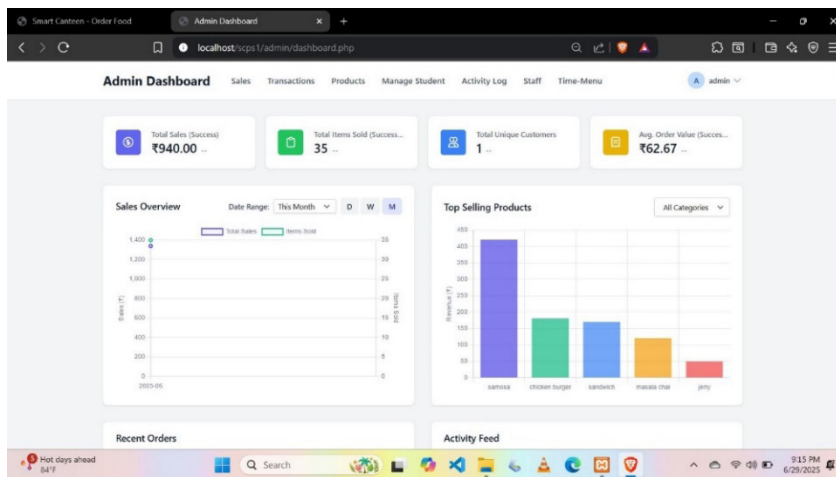 Smart Canteen - Order Food
Admin Dashboard
localhost/scps1/admin/dashboard.php
Admin Dashboard Sales Transactions Products Manage Student Activity Log Staff Time-Menu A admin
Total Sales (Success)
₹940.00 --
Total Items Sold (Success...
35 --
Total Unique Customers
1 --
Avg. Order Value (Succes...
₹62.67 --
Sales Overview Date Range: This Month D W M
Total Sales Items Sold
1,400
1,200
1,000
800
600
400
200
0
Sales (₹)
35
30
25
20
15
10
5
0
Items Sold
2025-06
Top Selling Products All Categories
450
400
350
300
250
200
150
100
50
0
Revenue (₹)
samosa chicken burger sandwich masala chai jerry
Recent Orders
Activity Feed
Hot days ahead
84°F
Search
9:15 PM
6/29/2025